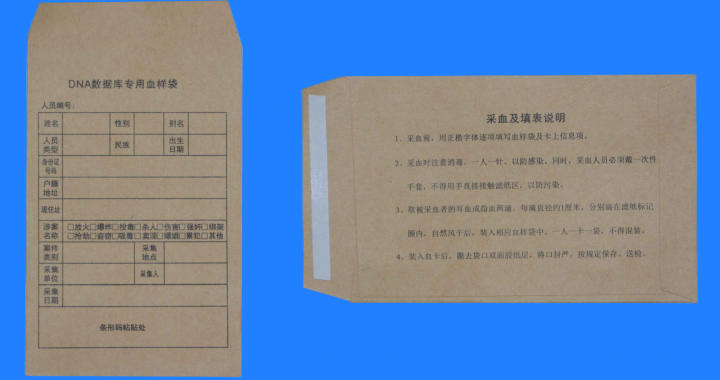 DNA数据库专用血样袋
人员编号：
姓名 性别 别名
人员类型 民族 出生日期
身份证号码
户籍地址
现住址
涉案名称 □放火□爆炸□投毒□杀人□伤害□强奸□绑架
□抢劫□盗窃□吸毒□卖淫□嫖娼□累犯□其他
案件类别 采集地点
采集单位 采集人
采集日期
条形码粘贴处
采血及填表说明
1、采血前，用正楷字体逐项填写血样袋及卡上信息项。
2、采血时注意消毒，一人一针，以防感染。同时，采血人员必须戴一次性
手套，不得用手直接接触滤纸区，以防污染。
3、取被采血者的耳血或指血两滴，每滴直径约1厘米，分别滴在滤纸标记
圈内，自然风干后，装入相应血样袋中。一人一卡一袋，不得混装。
4、装入血卡后，撕去袋口双面胶纸层，将口封严，按规定保存、送检。